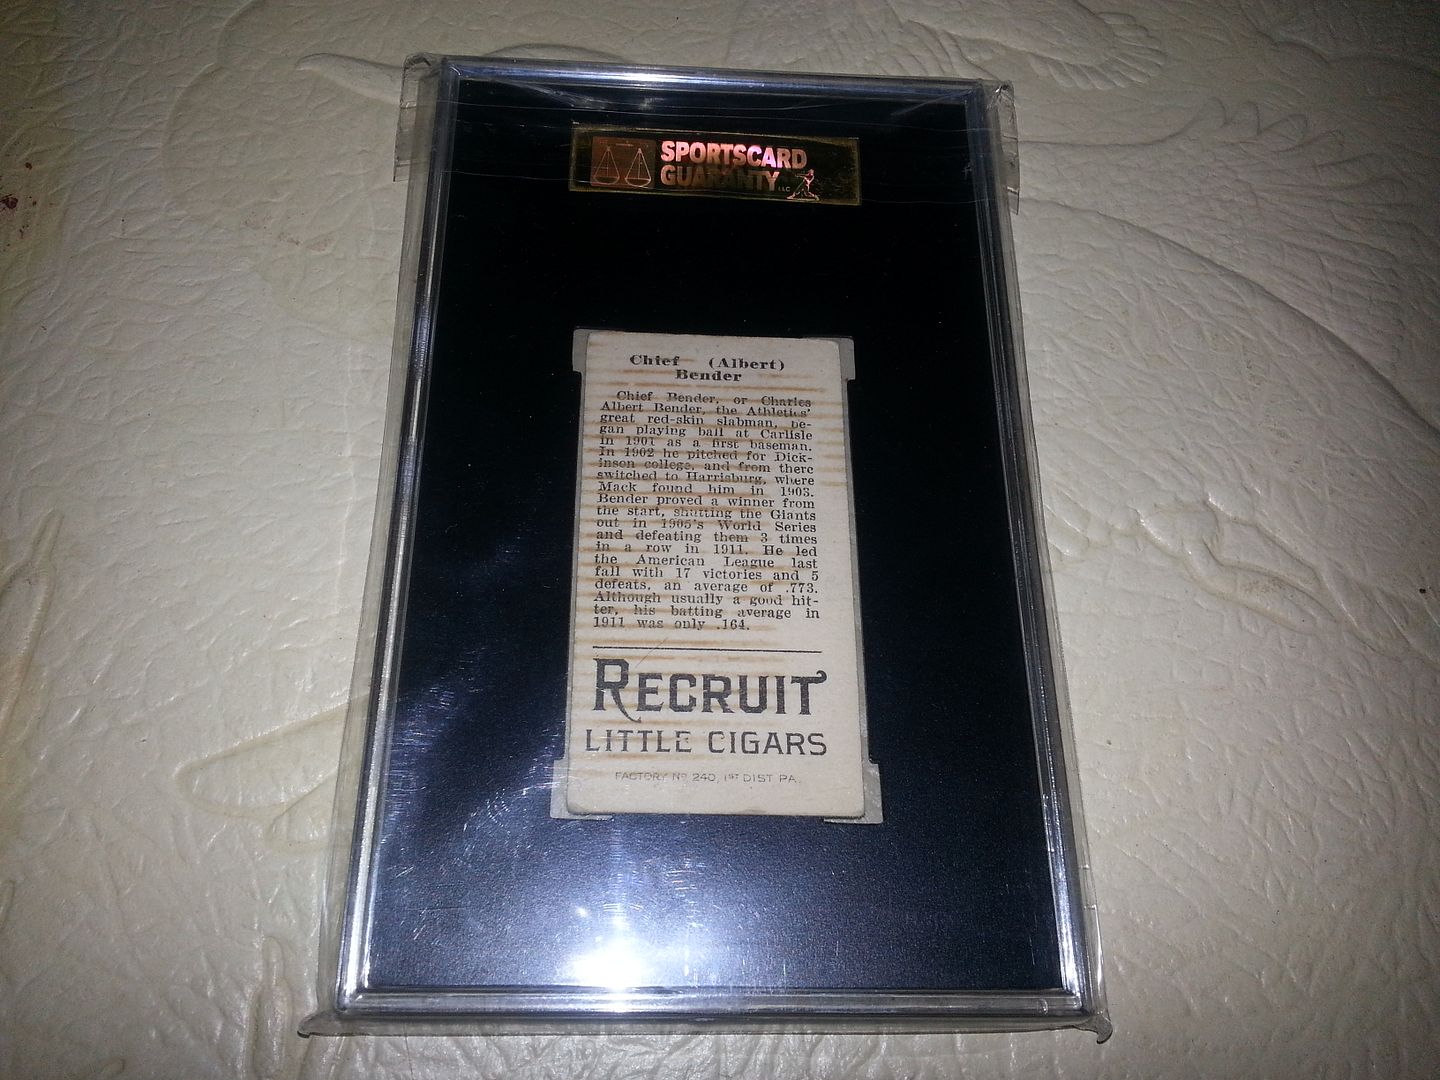 SPORTSCARD
GUARANTY LLC
Chief (Albert)
Bender
Chief Bender, or Charles
Albert Bender, the Athletics'
great red-skin slabman, be-
gan playing ball at Carlisle
in 1901 as a first baseman.
In 1902 he pitched for Dick-
inson college, and from there
switched to Harrisburg, where
Mack found him in 1903.
Bender proved a winner from
the start, shutting the Giants
out in 1905's World Series
and defeating them 3 times
in a row in 1911. He led
the American League last
fall with 17 victories and 5
defeats, an average of .773.
Although usually a good hit-
ter, his batting average in
1911 was only .164.
RECRUIT
LITTLE CIGARS
FACTORY Nº 240, 1ST DIST PA.